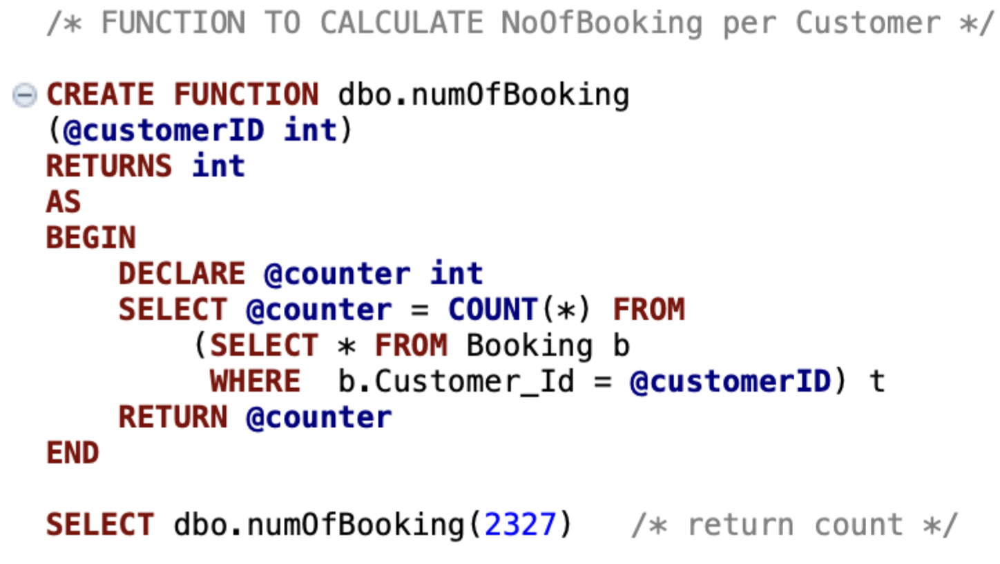 /* FUNCTION TO CALCULATE NoOfBooking per Customer */
CREATE FUNCTION dbo.numOfBooking
(@customerID int)
RETURNS int
AS
BEGIN
DECLARE @counter int
SELECT @counter = COUNT(*) FROM
(SELECT * FROM Booking b
WHERE  b.Customer_Id = @customerID) t
RETURN @counter
END
SELECT dbo.numOfBooking(2327)   /* return count */